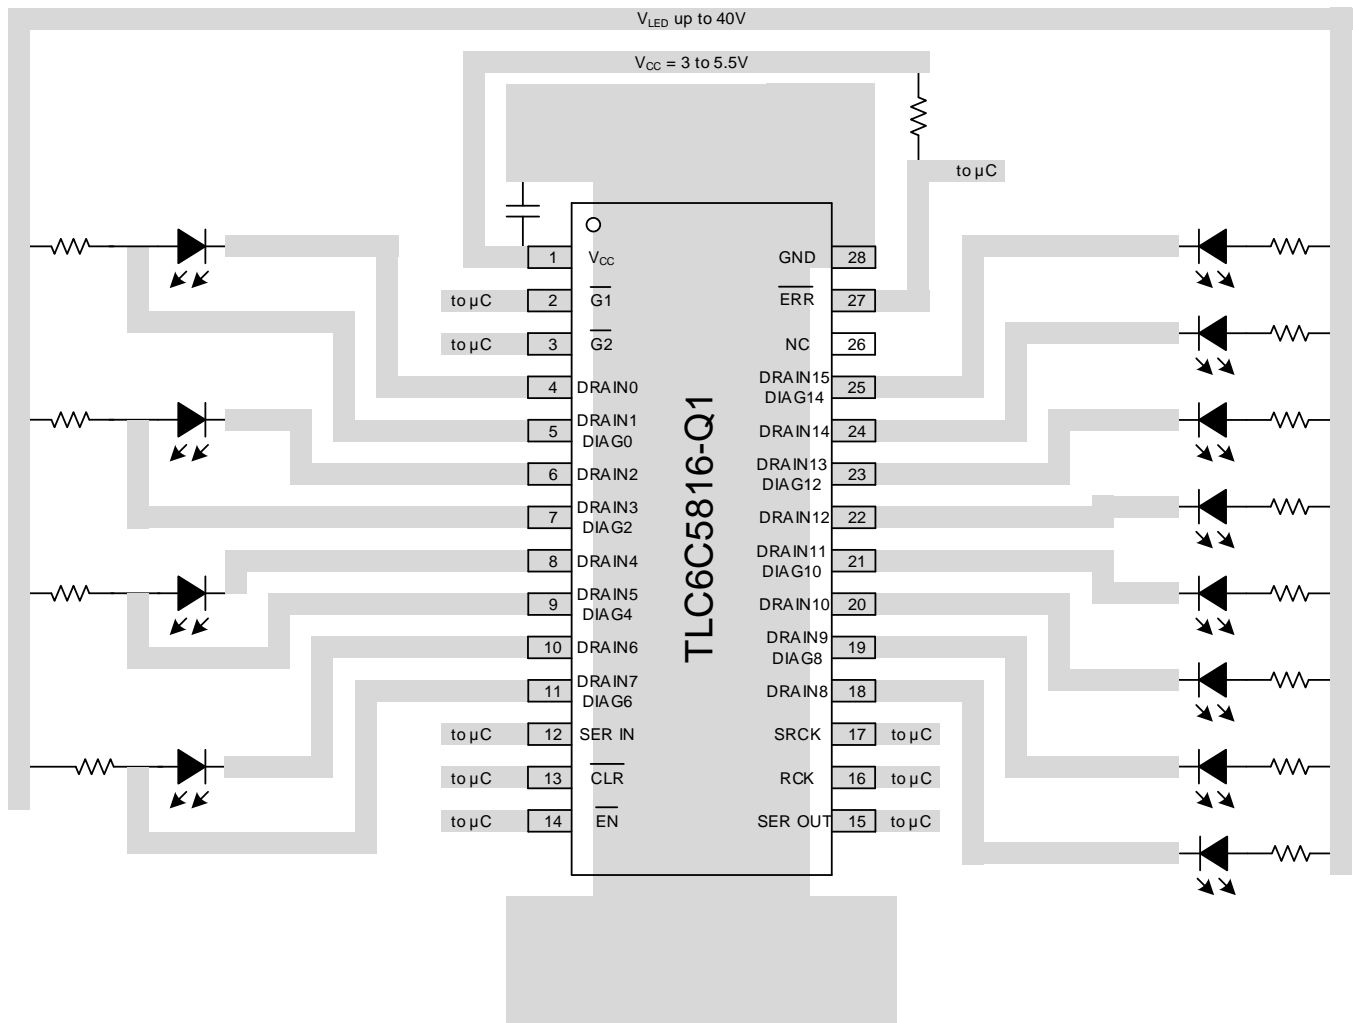 VLED up to 40V
VCC = 3 to 5.5V
to µC
1 VCC
GND 28
to µC 2 G1
ERR 27
to µC 3 G2
NC 26
4 DRAIN0
DRAIN15
DIAG14 25
5 DRAIN1
DIAG0
DRAIN14 24
6 DRAIN2
DRAIN13
DIAG12 23
7 DRAIN3
DIAG2
DRAIN12 22
8 DRAIN4
DRAIN11
DIAG10 21
9 DRAIN5
DIAG4
DRAIN10 20
10 DRAIN6
DRAIN9
DIAG8 19
11 DRAIN7
DIAG6
DRAIN8 18
to µC 12 SER IN
SRCK 17 to µC
to µC 13 CLR
RCK 16 to µC
to µC 14 EN
SER OUT 15 to µC
TLC6C5816-Q1